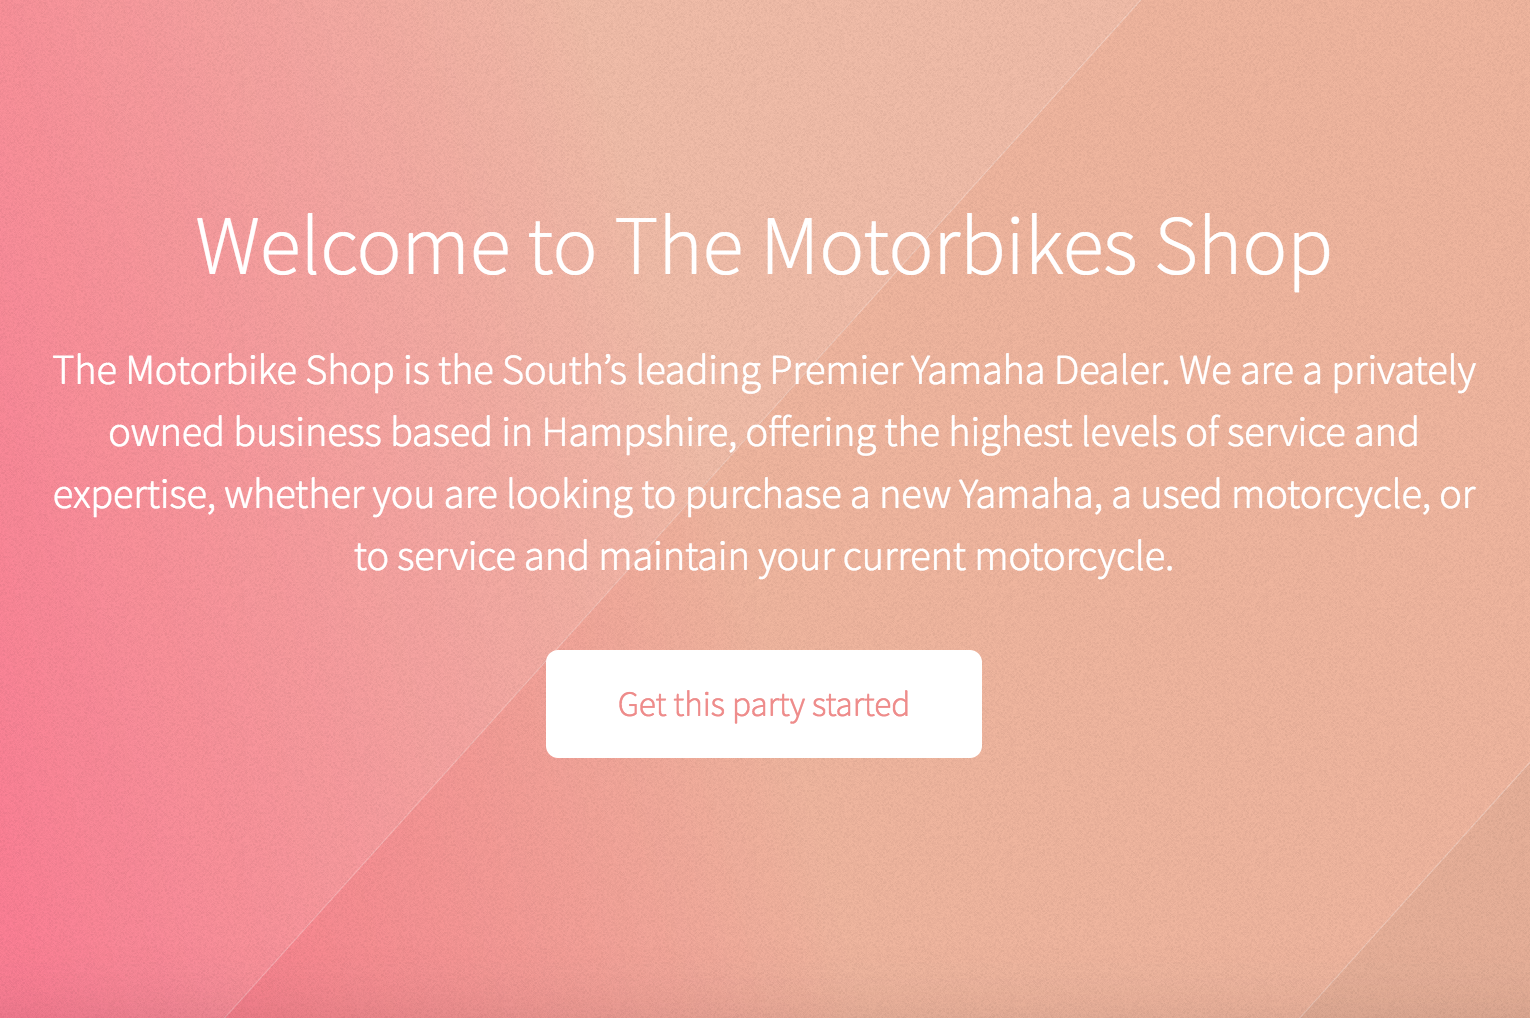 Welcome to The Motorbikes Shop
The Motorbike Shop is the South’s leading Premier Yamaha Dealer. We are a privately
owned business based in Hampshire, offering the highest levels of service and
expertise, whether you are looking to purchase a new Yamaha, a used motorcycle, or
to service and maintain your current motorcycle.
Get this party started